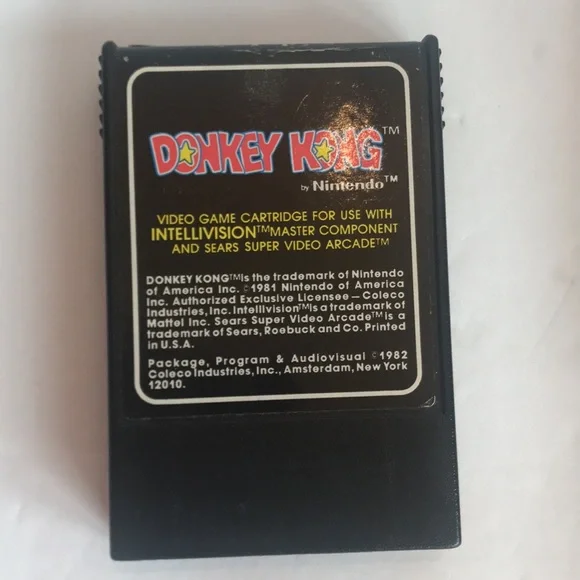 DONKEY KONG™
by Nintendo™
VIDEO GAME CARTRIDGE FOR USE WITH
INTELLIVISION™ MASTER COMPONENT
AND SEARS SUPER VIDEO ARCADE™
DONKEY KONG™ is the trademark of Nintendo
of America Inc. ©1981 Nintendo of America
Inc. Authorized Exclusive Licensee — Coleco
Industries, Inc. Intellivision™ is a trademark of
Mattel Inc. Sears Super Video Arcade™ is a
trademark of Sears, Roebuck and Co. Printed
in U.S.A.
Package, Program & Audiovisual ©1982
Coleco Industries, Inc., Amsterdam, New York
12010.